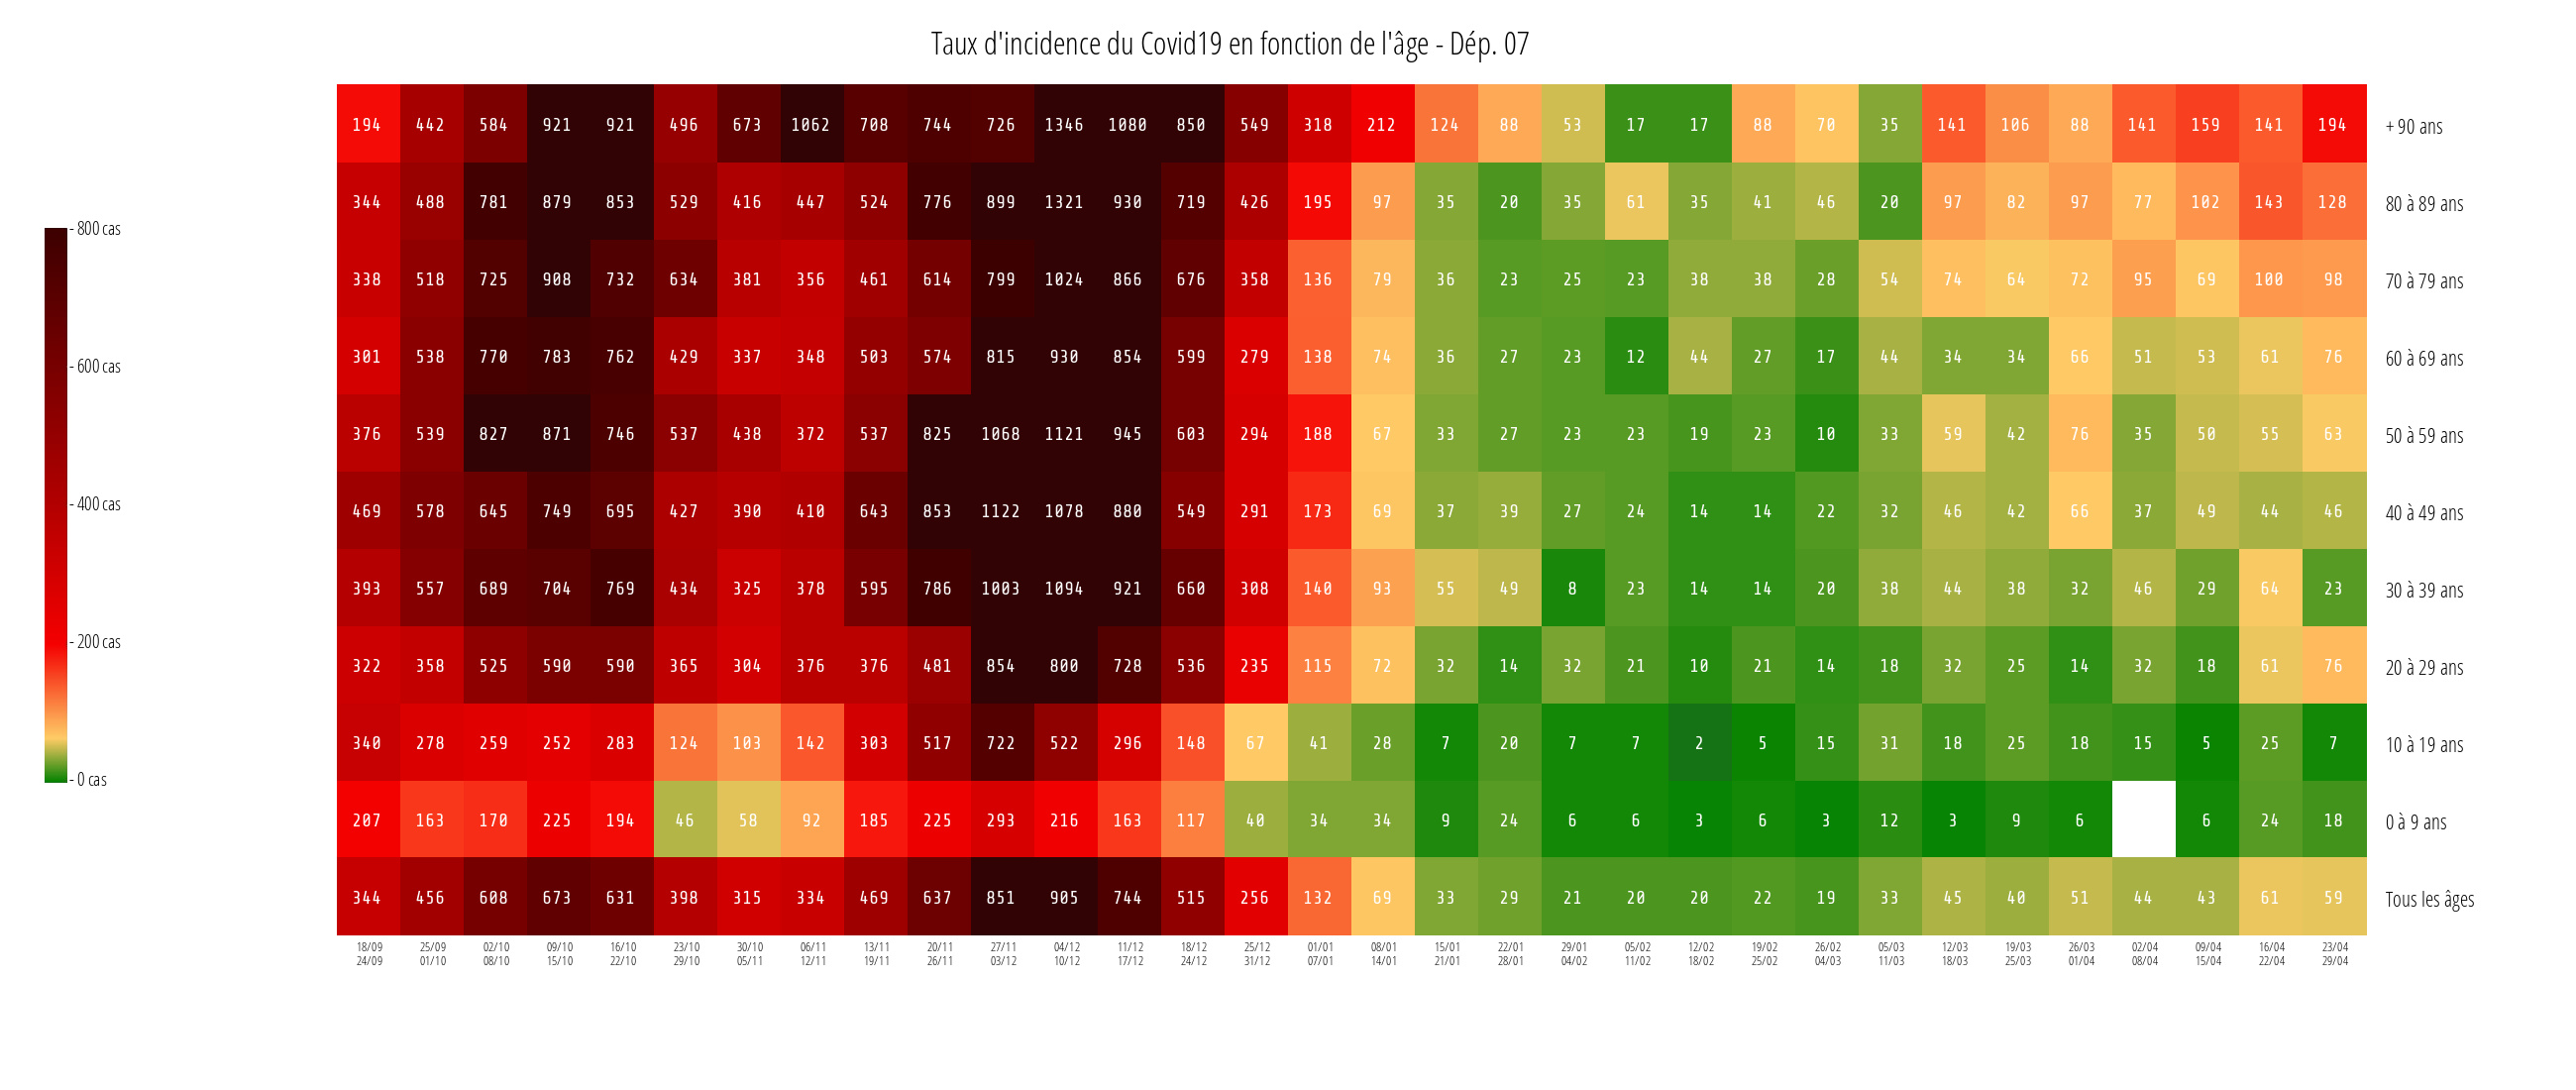 Taux d'incidence du Covid19 en fonction de l'âge - Dép. 07
- 800 cas
- 600 cas
- 400 cas
- 200 cas
- 0 cas
194 442 584 921 921 496 673 1062 708 744 726 1346 1080 850 549 318 212 124 88 53 17 17 88 70 35 141 106 88 141 159 141 194 + 90 ans
344 488 781 879 853 529 416 447 524 776 899 1321 930 719 426 195 97 35 20 35 61 35 41 46 20 97 82 97 77 102 143 128 80 à 89 ans
338 518 725 908 732 634 381 356 461 614 799 1024 866 676 358 136 79 36 23 25 23 38 38 28 54 74 64 72 95 69 100 98 70 à 79 ans
301 538 770 783 762 429 337 348 503 574 815 930 854 599 279 138 74 36 27 23 12 44 27 17 44 34 34 66 51 53 61 76 60 à 69 ans
376 539 827 871 746 537 438 372 537 825 1068 1121 945 603 294 188 67 33 27 23 23 19 23 10 33 59 42 76 35 50 55 63 50 à 59 ans
469 578 645 749 695 427 390 410 643 853 1122 1078 880 549 291 173 69 37 39 27 24 14 14 22 32 46 42 66 37 49 44 46 40 à 49 ans
393 557 689 704 769 434 325 378 595 786 1003 1094 921 660 308 140 93 55 49 8 23 14 14 20 38 44 38 32 46 29 64 23 30 à 39 ans
322 358 525 590 590 365 304 376 376 481 854 800 728 536 235 115 72 32 14 32 21 10 21 14 18 32 25 14 32 18 61 76 20 à 29 ans
340 278 259 252 283 124 103 142 303 517 722 522 296 148 67 41 28 7 20 7 7 2 5 15 31 18 25 18 15 5 25 7 10 à 19 ans
207 163 170 225 194 46 58 92 185 225 293 216 163 117 40 34 34 9 24 6 6 3 6 3 12 3 9 6 6 24 18 0 à 9 ans
344 456 608 673 631 398 315 334 469 637 851 905 744 515 256 132 69 33 29 21 20 20 22 19 33 45 40 51 44 43 61 59 Tous les âges
18/09 25/09 02/10 09/10 16/10 23/10 30/10 06/11 13/11 20/11 27/11 04/12 11/12 18/12 25/12 01/01 08/01 15/01 22/01 29/01 05/02 12/02 19/02 26/02 05/03 12/03 19/03 26/03 02/04 09/04 16/04 23/04
24/09 01/10 08/10 15/10 22/10 29/10 05/11 12/11 19/11 26/11 03/12 10/12 17/12 24/12 31/12 07/01 14/01 21/01 28/01 04/02 11/02 18/02 25/02 04/03 11/03 18/03 25/03 01/04 08/04 15/04 22/04 29/04